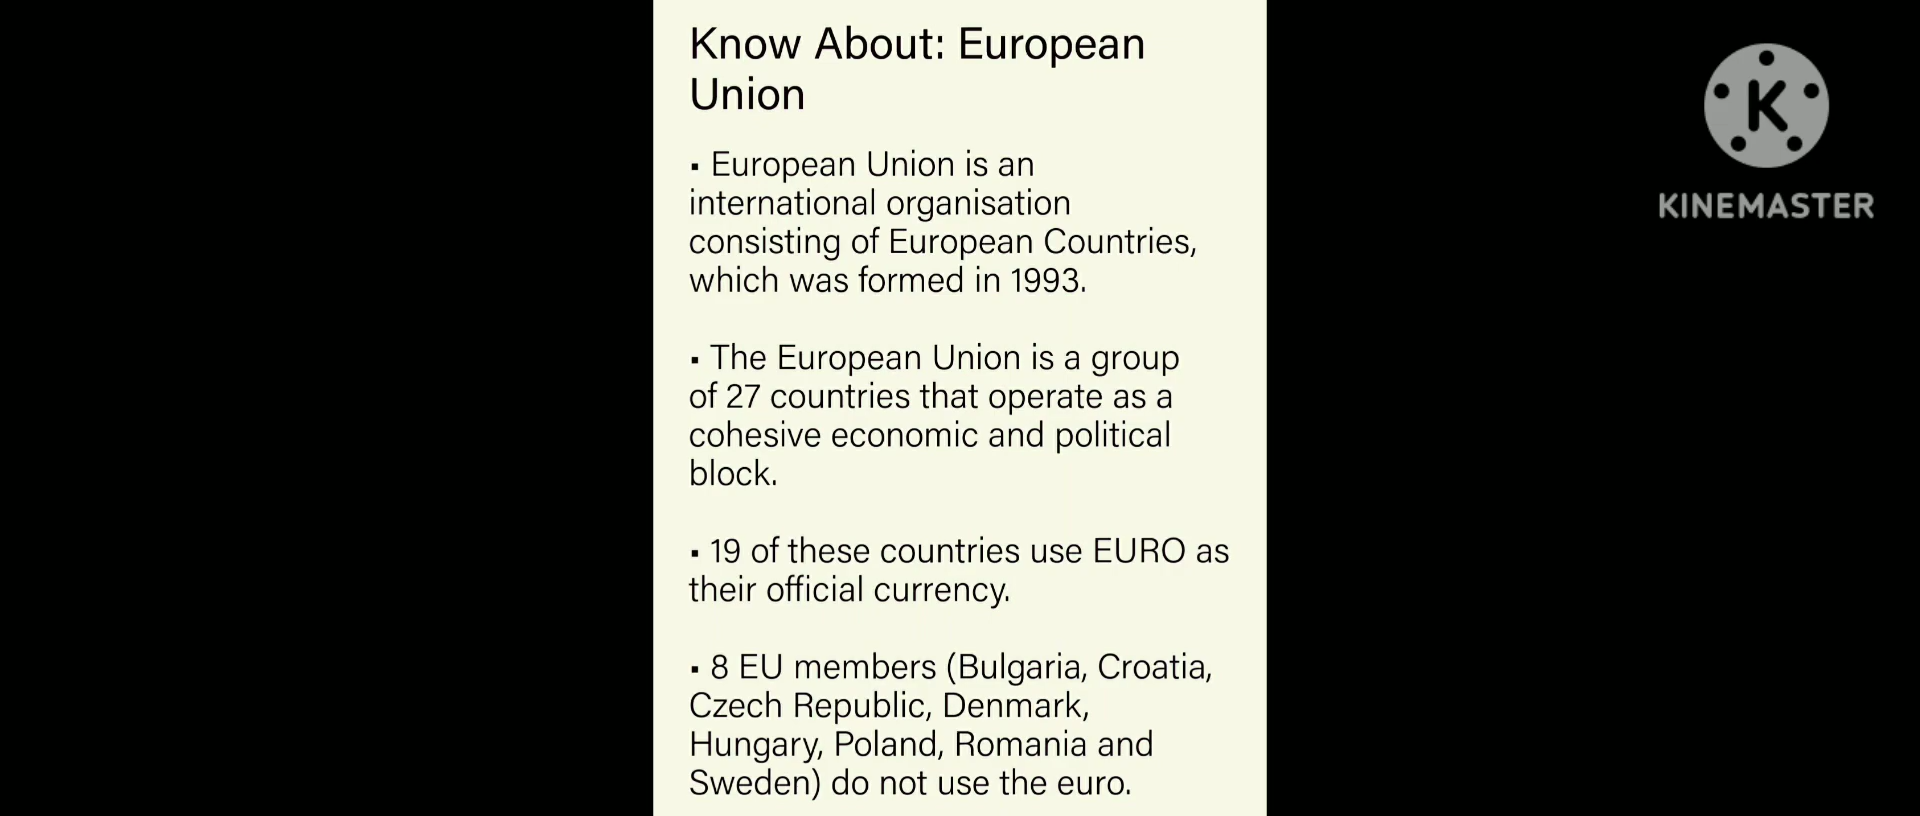 Know About: European
Union
▪ European Union is an
international organisation
consisting of European Countries,
which was formed in 1993.
▪ The European Union is a group
of 27 countries that operate as a
cohesive economic and political
block.
▪ 19 of these countries use EURO as
their official currency.
▪ 8 EU members (Bulgaria, Croatia,
Czech Republic, Denmark,
Hungary, Poland, Romania and
Sweden) do not use the euro.
K
KINEMASTER